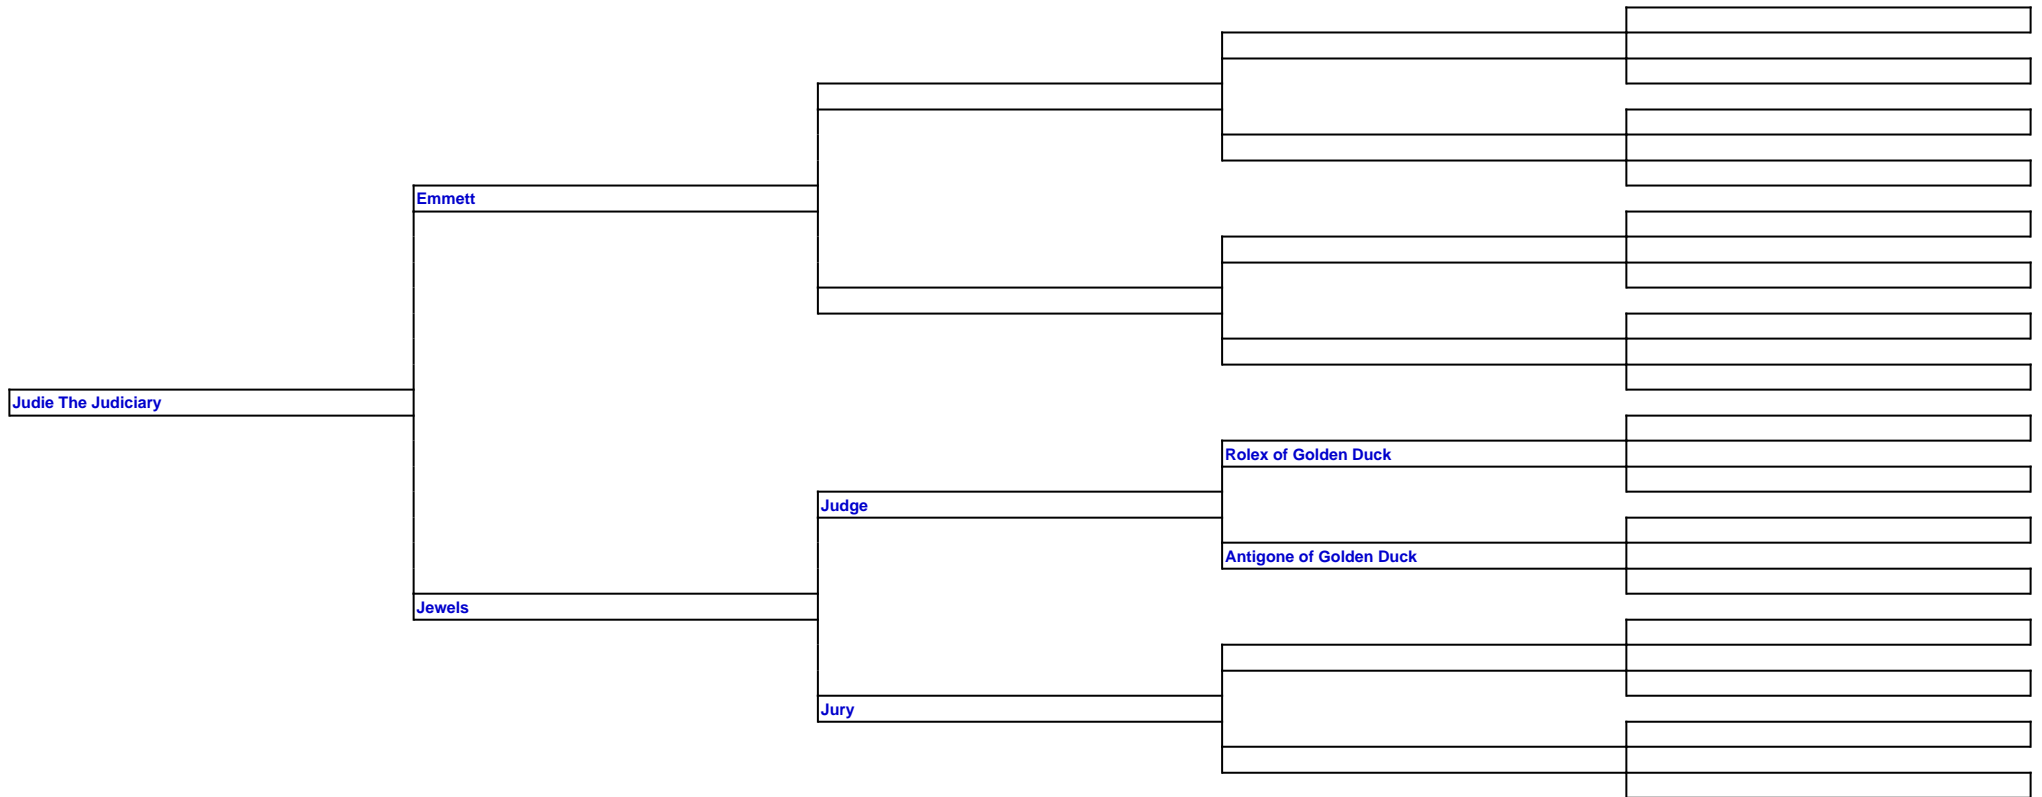 Emmett
Judie The Judiciary
Rolex of Golden Duck
Judge
Antigone of Golden Duck
Jewels
Jury